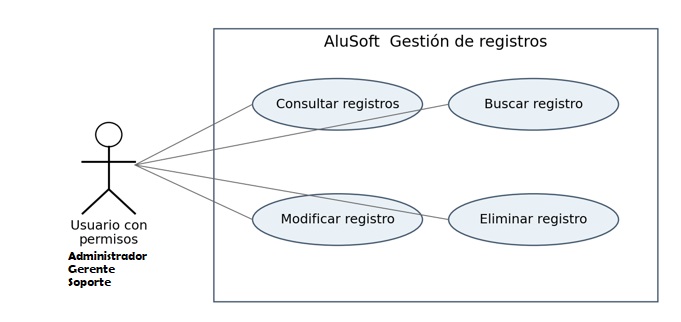 AluSoft  Gestión de registros
Consultar registros
Buscar registro
Modificar registro
Eliminar registro
Usuario con
permisos
Administrador
Gerente
Soporte